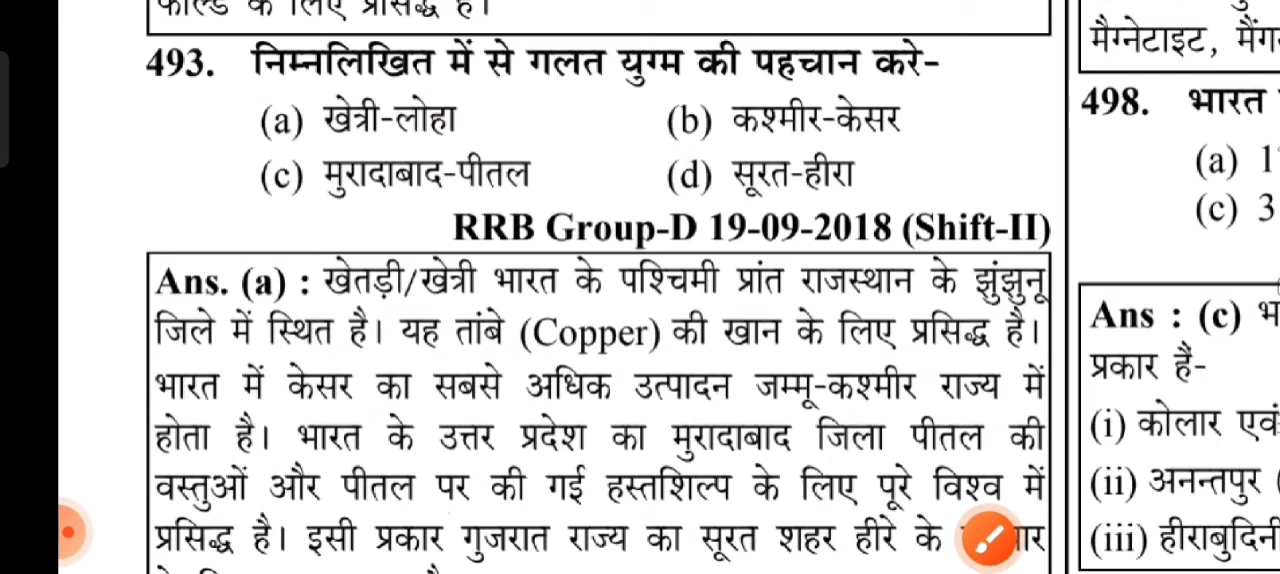 फील्ड के लिए प्रसिद्ध है।
493. निम्नलिखित में से गलत युग्म की पहचान करे-
(a) खेत्री-लोहा (b) कश्मीर-केसर
(c) मुरादाबाद-पीतल (d) सूरत-हीरा
RRB Group-D 19-09-2018 (Shift-II)
Ans. (a) : खेतड़ी/खेत्री भारत के पश्चिमी प्रांत राजस्थान के झुंझुनू
जिले में स्थित है। यह तांबे (Copper) की खान के लिए प्रसिद्ध है।
भारत में केसर का सबसे अधिक उत्पादन जम्मू-कश्मीर राज्य में
होता है। भारत के उत्तर प्रदेश का मुरादाबाद जिला पीतल की
वस्तुओं और पीतल पर की गई हस्तशिल्प के लिए पूरे विश्व में
प्रसिद्ध है। इसी प्रकार गुजरात राज्य का सूरत शहर हीरे के
मैग्नेटाइट,
498. भारत
(a) 1
(c) 3
Ans : (c)
प्रकार हैं-
(i) कोलार एवं
(ii) अनन्तपुर
(iii) हीराबुदिनी